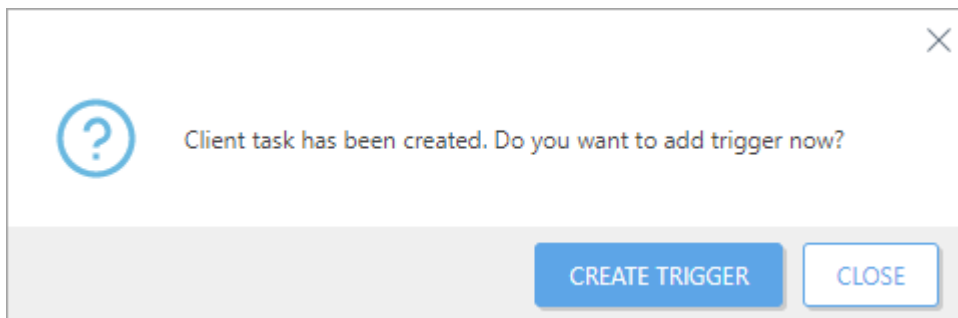 Client task has been created. Do you want to add trigger now?
CREATE TRIGGER
CLOSE